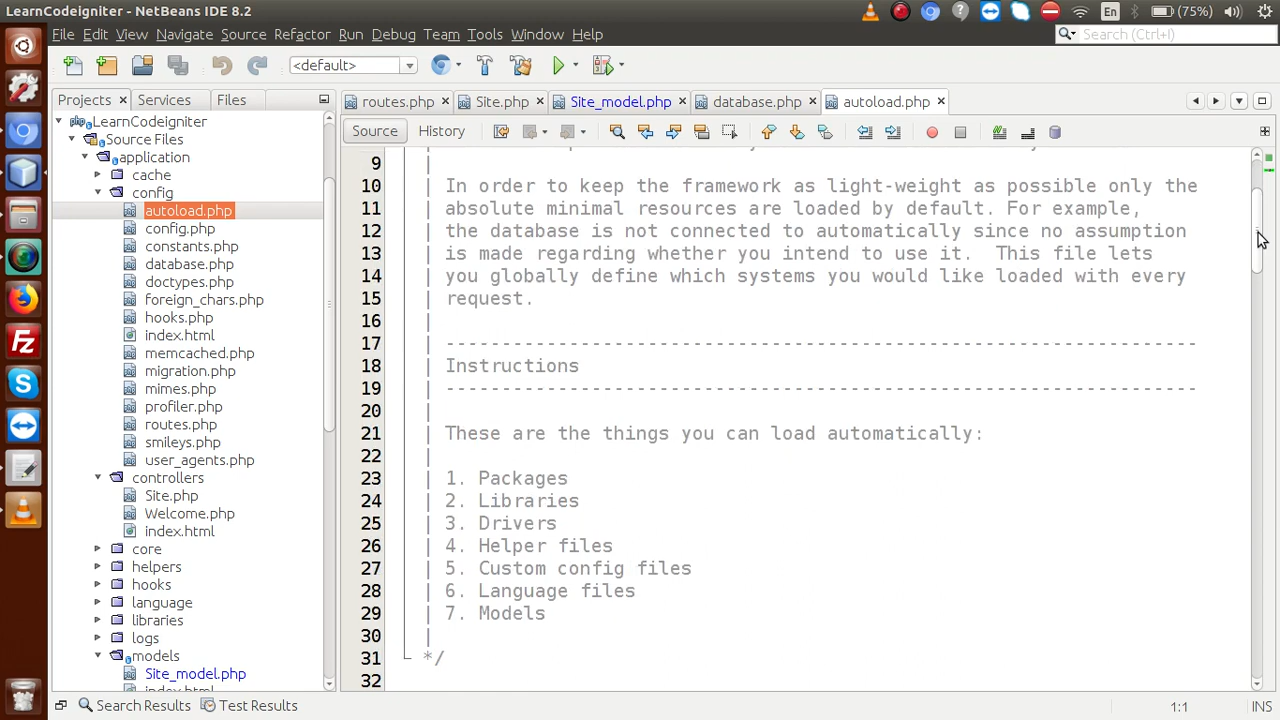 LearnCodeigniter - NetBeans IDE 8.2
En
(75%)
File Edit View Navigate Source Refactor Run Debug Team Tools Window Help
Search (Ctrl+I)
<default>
Projects Services Files
routes.php Site.php Site_model.php database.php autoload.php
Source History
LearnCodeigniter
Source Files
application
cache
config
autoload.php
config.php
constants.php
database.php
doctypes.php
foreign_chars.php
hooks.php
index.html
memcached.php
migration.php
mimes.php
profiler.php
routes.php
smileys.php
user_agents.php
controllers
Site.php
Welcome.php
index.html
core
helpers
hooks
language
libraries
logs
models
Site_model.php
9 |
10 | In order to keep the framework as light-weight as possible only the
11 | absolute minimal resources are loaded by default. For example,
12 | the database is not connected to automatically since no assumption
13 | is made regarding whether you intend to use it.  This file lets
14 | you globally define which systems you would like loaded with every
15 | request.
16 |
17 | -------------------------------------------------------------------
18 | Instructions
19 | -------------------------------------------------------------------
20 |
21 | These are the things you can load automatically:
22 |
23 | 1. Packages
24 | 2. Libraries
25 | 3. Drivers
26 | 4. Helper files
27 | 5. Custom config files
28 | 6. Language files
29 | 7. Models
30 |
31 */
32
Search Results Test Results
1:1 INS